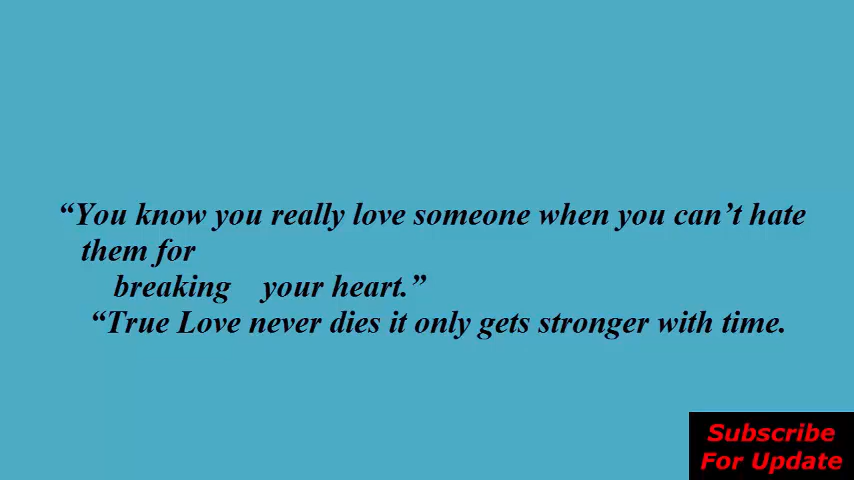 “You know you really love someone when you can’t hate
them for
breaking your heart.”
“True Love never dies it only gets stronger with time.
Subscribe
For Update